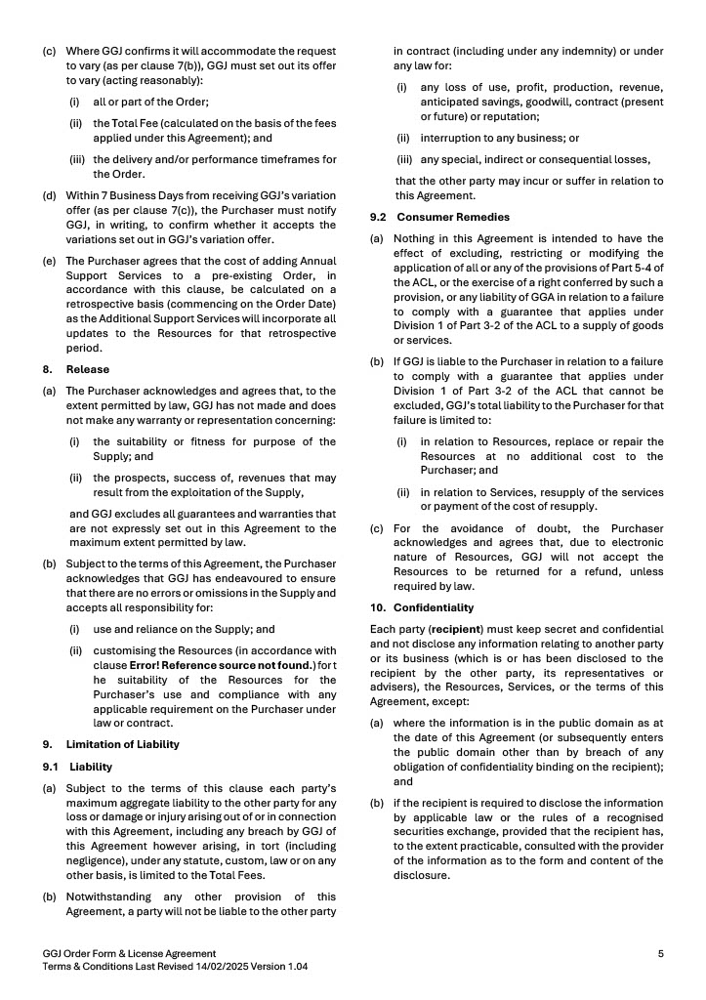 (c) Where GGJ confirms it will accommodate the request
to vary (as per clause 7(b)), GGJ must set out its offer
to vary (acting reasonably):
(i) all or part of the Order;
(ii) the Total Fee (calculated on the basis of the fees
applied under this Agreement); and
(iii) the delivery and/or performance timeframes for
the Order.
(d) Within 7 Business Days from receiving GGJ's variation
offer (as per clause 7(c)), the Purchaser must notify
GGJ, in writing, to confirm whether it accepts the
variations set out in GGJ's variation offer.
(e) The Purchaser agrees that the cost of adding Annual
Support Services to a pre-existing Order, in
accordance with this clause, be calculated on a
retrospective basis (commencing on the Order Date)
as the Additional Support Services will incorporate all
updates to the Resources for that retrospective
period.
8. Release
(a) The Purchaser acknowledges and agrees that, to the
extent permitted by law, GGJ has not made and does
not make any warranty or representation concerning:
(i) the suitability or fitness for purpose of the
Supply; and
(ii) the prospects, success of, revenues that may
result from the exploitation of the Supply,
and GGJ excludes all guarantees and warranties that
are not expressly set out in this Agreement to the
maximum extent permitted by law.
(b) Subject to the terms of this Agreement, the Purchaser
acknowledges that GGJ has endeavoured to ensure
that there are no errors or omissions in the Supply and
accepts all responsibility for:
(i) use and reliance on the Supply; and
(ii) customising the Resources (in accordance with
clause Error! Reference source not found.) for t
he suitability of the Resources for the
Purchaser's use and compliance with any
applicable requirement on the Purchaser under
law or contract.
9. Limitation of Liability
9.1 Liability
(a) Subject to the terms of this clause each party's
maximum aggregate liability to the other party for any
loss or damage or injury arising out of or in connection
with this Agreement, including any breach by GGJ of
this Agreement however arising, in tort (including
negligence), under any statute, custom, law or on any
other basis, is limited to the Total Fees.
(b) Notwithstanding any other provision of this
Agreement, a party will not be liable to the other party
in contract (including under any indemnity) or under
any law for:
(i) any loss of use, profit, production, revenue,
anticipated savings, goodwill, contract (present
or future) or reputation;
(ii) interruption to any business; or
(iii) any special, indirect or consequential losses,
that the other party may incur or suffer in relation to
this Agreement.
9.2 Consumer Remedies
(a) Nothing in this Agreement is intended to have the
effect of excluding, restricting or modifying the
application of all or any of the provisions of Part 5-4 of
the ACL, or the exercise of a right conferred by such a
provision, or any liability of GGA in relation to a failure
to comply with a guarantee that applies under
Division 1 of Part 3-2 of the ACL to a supply of goods
or services.
(b) If GGJ is liable to the Purchaser in relation to a failure
to comply with a guarantee that applies under
Division 1 of Part 3-2 of the ACL that cannot be
excluded, GGJ's total liability to the Purchaser for that
failure is limited to:
(i) in relation to Resources, replace or repair the
Resources at no additional cost to the
Purchaser; and
(ii) in relation to Services, resupply of the services
or payment of the cost of resupply.
(c) For the avoidance of doubt, the Purchaser
acknowledges and agrees that, due to electronic
nature of Resources, GGJ will not accept the
Resources to be returned for a refund, unless
required by law.
10. Confidentiality
Each party (recipient) must keep secret and confidential
and not disclose any information relating to another party
or its business (which is or has been disclosed to the
recipient by the other party, its representatives or
advisers), the Resources, Services, or the terms of this
Agreement, except:
(a) where the information is in the public domain as at
the date of this Agreement (or subsequently enters
the public domain other than by breach of any
obligation of confidentiality binding on the recipient);
and
(b) if the recipient is required to disclose the information
by applicable law or the rules of a recognised
securities exchange, provided that the recipient has,
to the extent practicable, consulted with the provider
of the information as to the form and content of the
disclosure.
GGJ Order Form & License Agreement
Terms & Conditions Last Revised 14/02/2025 Version 1.04
5